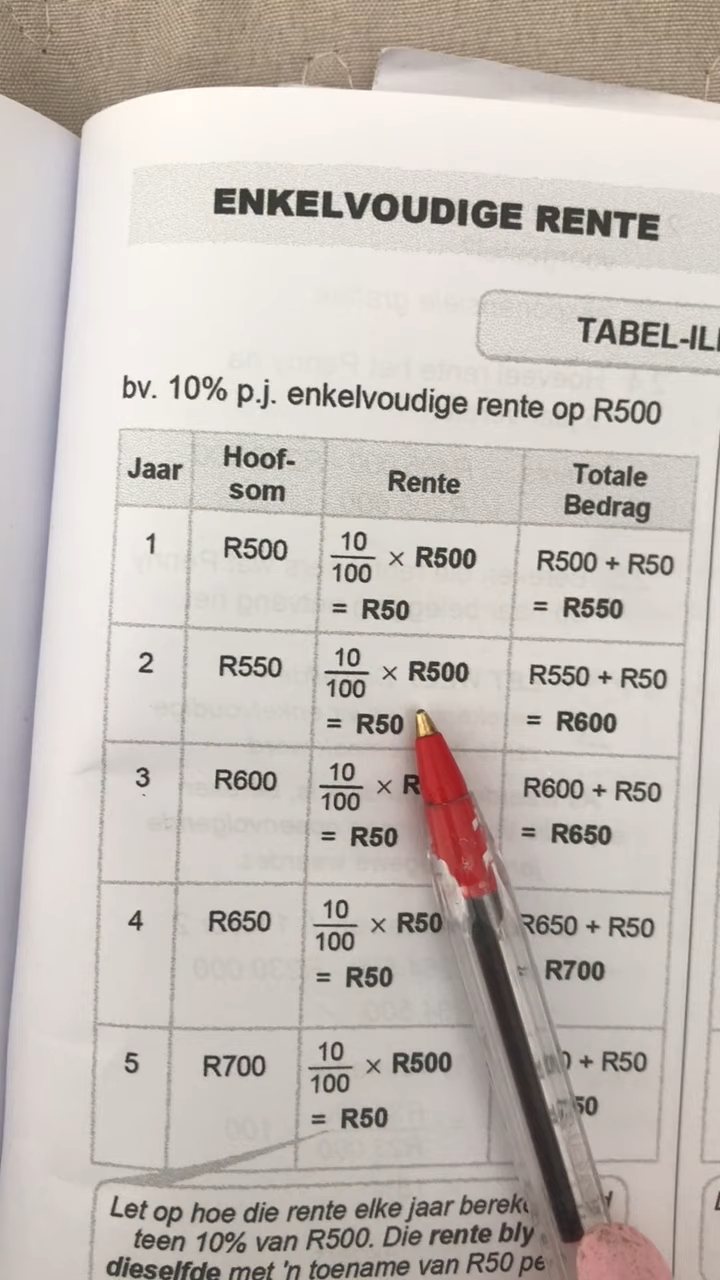 ENKELVOUDIGE RENTE
TABEL-IL
bv. 10% p.j. enkelvoudige rente op R500
Jaar Hoof-som Rente Totale Bedrag
1 R500 10/100 × R500 R500 + R50
= R50 = R550
2 R550 10/100 × R500 R550 + R50
= R50 = R600
3 R600 10/100 × R R600 + R50
= R50 = R650
4 R650 10/100 × R50 R650 + R50
= R50 = R700
5 R700 10/100 × R500 + R50
= R50 50
Let op hoe die rente elke jaar
teen 10% van R500. Die rente bly
dieselfde met 'n toename van R50